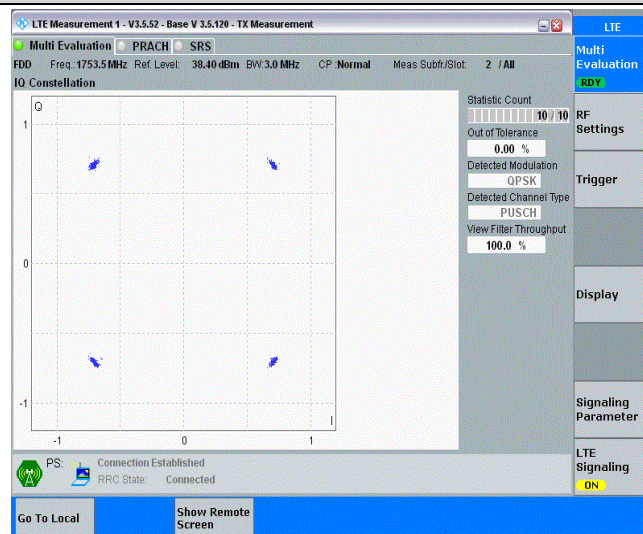 LTE Measurement 1 - V3.5.52 - Base V 3.5.120 - TX Measurement
LTE
Multi Evaluation PRACH SRS
FDD Freq.:1753.5 MHz Ref. Level: 38.40 dBm BW:3.0 MHz CP :Normal Meas Subfr./Slot: 2 / All
IQ Constellation
Q
1
0
-1
I
-1 0 1
Statistic Count
10 / 10
Out of Tolerance
0.00 %
Detected Modulation
QPSK
Detected Channel Type
PUSCH
View Filter Throughput
100.0 %
Multi
Evaluation
RDY
RF
Settings
Trigger
Display
Signaling
Parameter
LTE
Signaling
ON
PS: Connection Established
RRC State: Connected
Go To Local
Show Remote
Screen